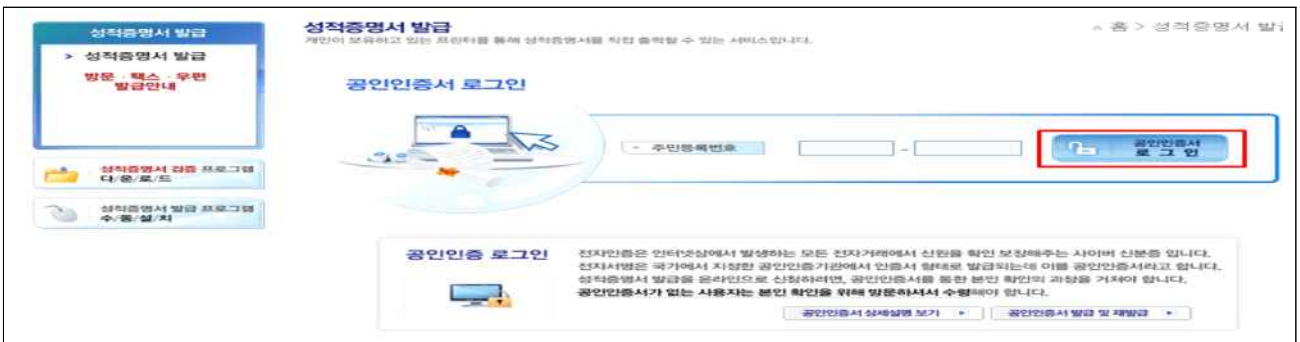 성적증명서 발급
> 성적증명서 발급
방문 · 택스 · 우편
발급안내
성적증명서 검증 프로그램
다/운/로/드
성적증명서 발급 프로그램
수/동/설/치
성적증명서 발급
개인이 보유하고 있는 프린터를 통해 성적증명서를 직접 출력할 수 있는 서비스입니다.
홈 > 성적증명서 발급
공인인증서 로그인
주민등록번호
-
공인인증서
로 그 인
공인인증 로그인
전자인증은 인터넷상에서 발생하는 모든 전자거래에서 신원을 확인 보장해주는 사이버 신분증 입니다.
전자서명은 국가에서 지정한 공인인증기관에서 인증서 형태로 발급되는데 이를 공인인증서라고 합니다.
성적증명서 발급을 온라인으로 신청하려면, 공인인증서를 통한 본인 확인의 과정을 거쳐야 합니다.
공인인증서가 없는 사용자는 본인 확인을 위해 방문하셔서 수령해야 합니다.
공인인증서 상세설명 보기
공인인증서 발급 및 재발급